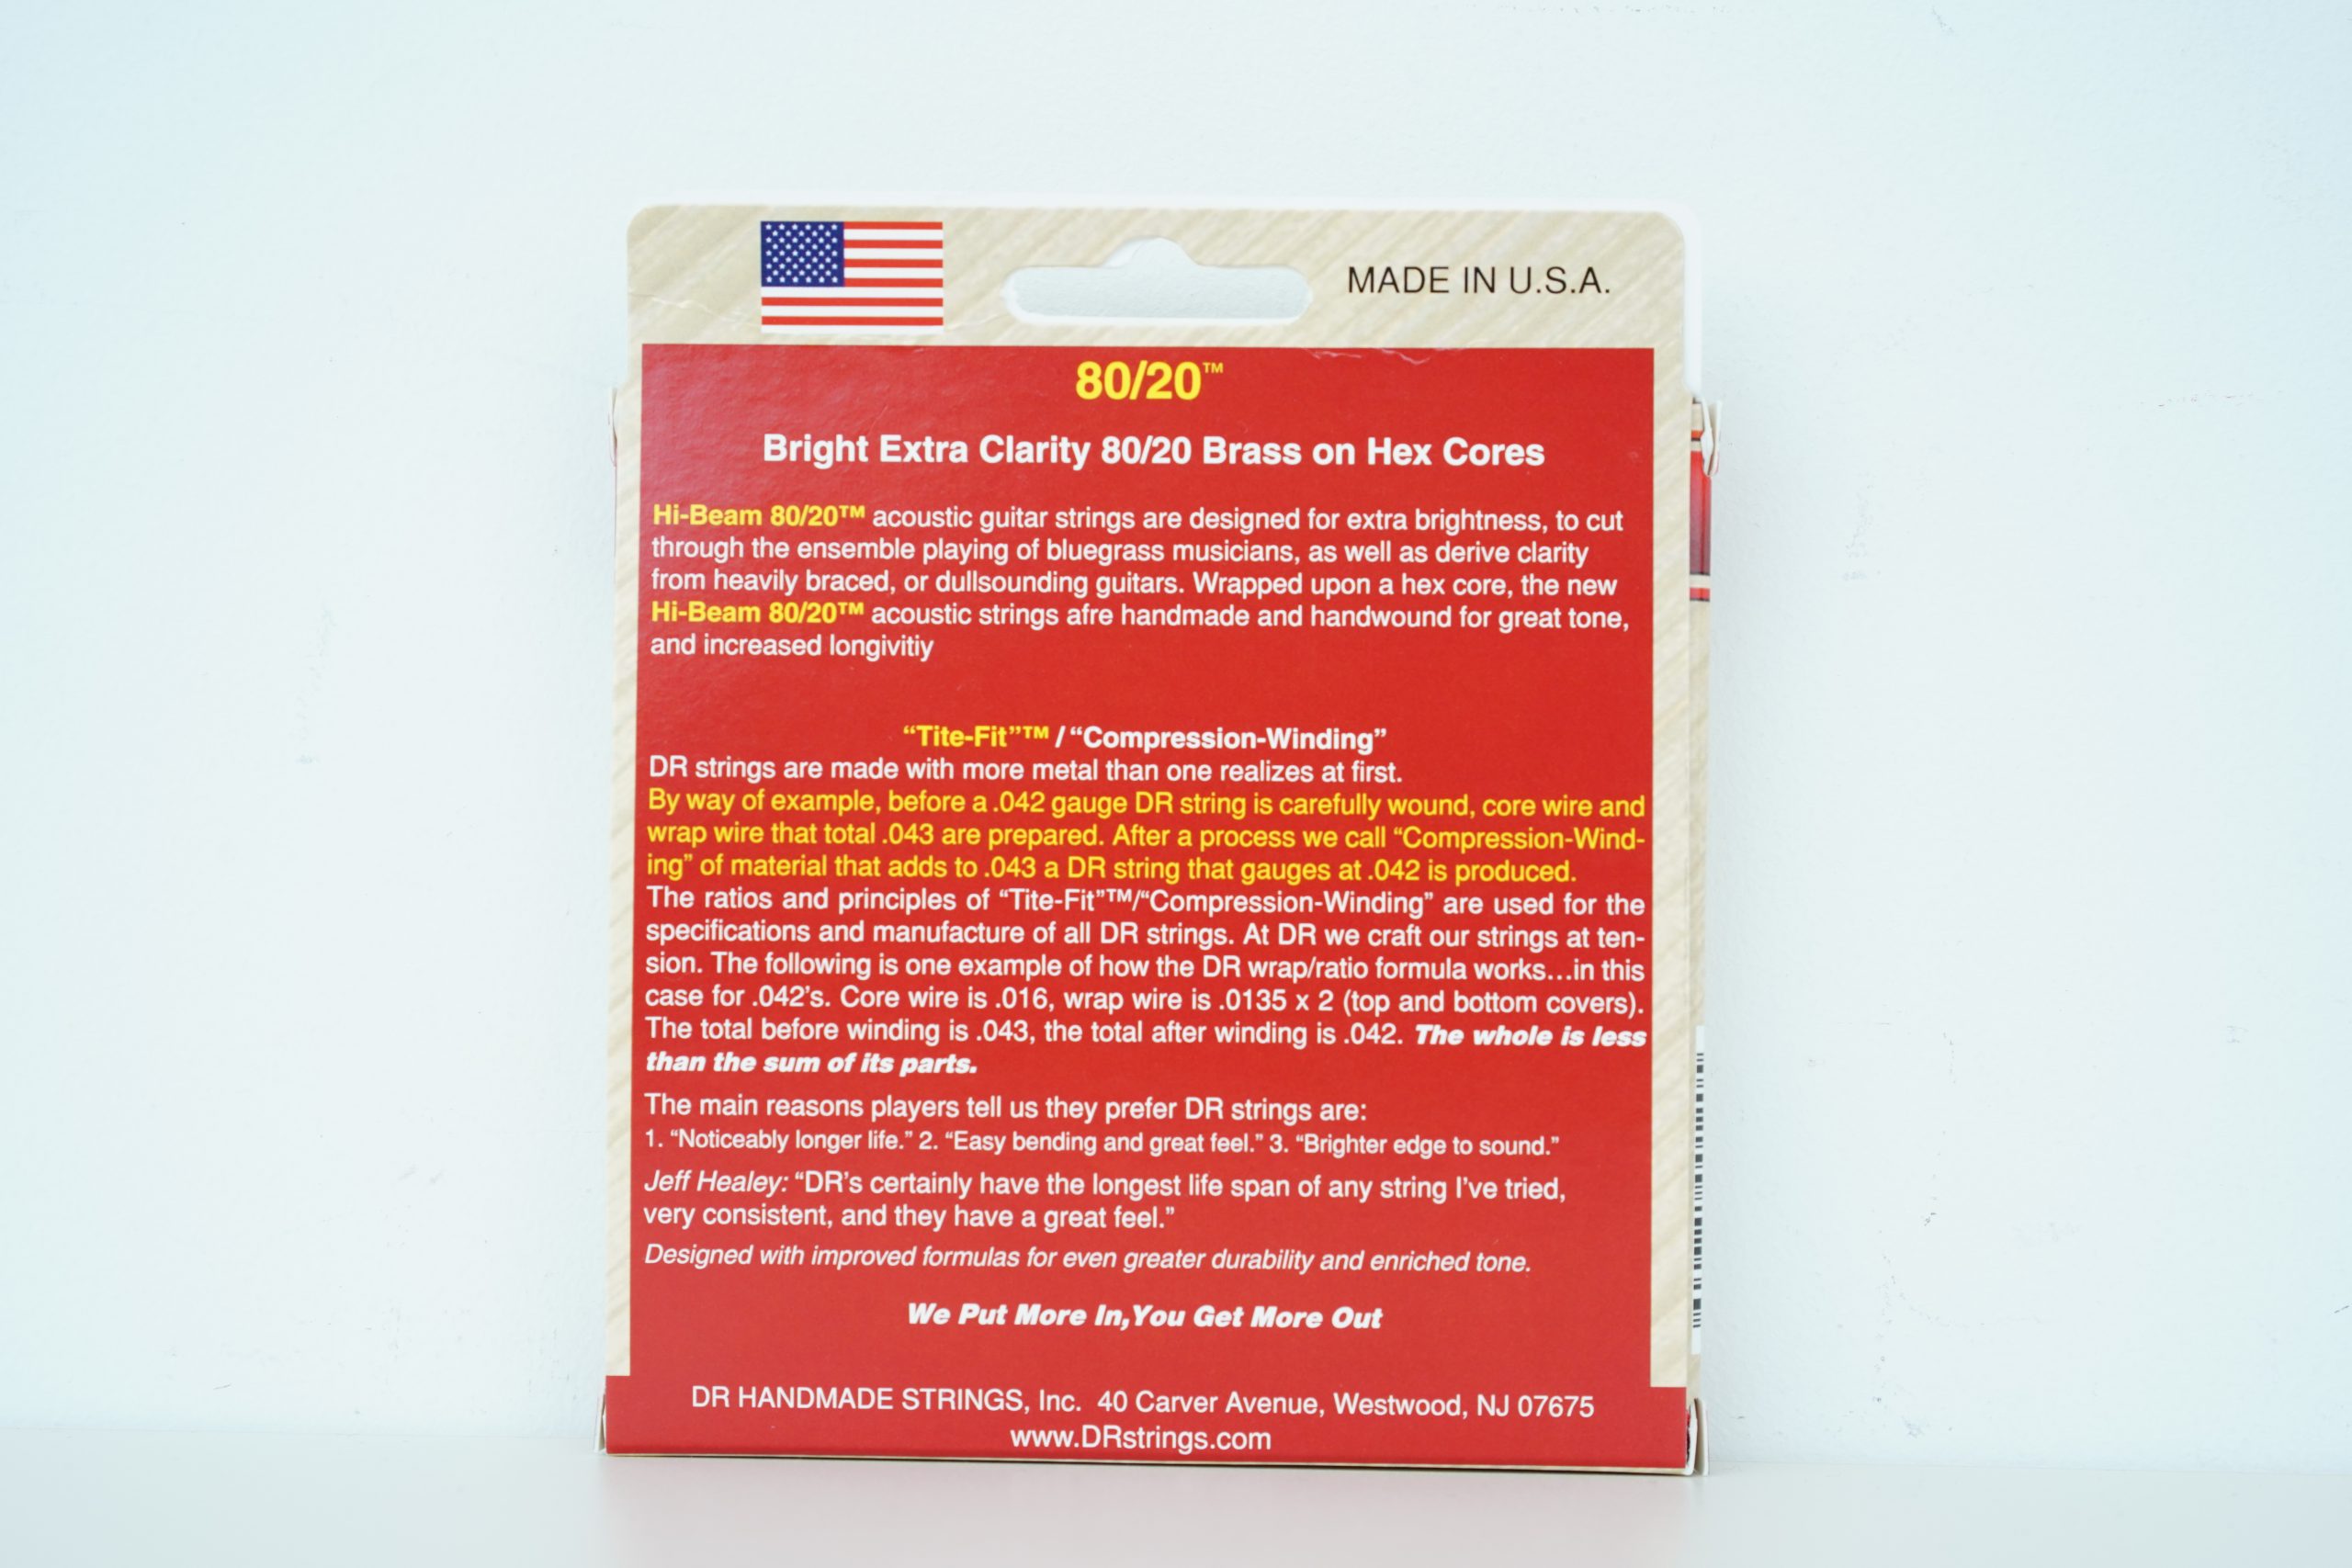 MADE IN U.S.A.
80/20™
Bright Extra Clarity 80/20 Brass on Hex Cores
Hi-Beam 80/20™ acoustic guitar strings are designed for extra brightness, to cut
through the ensemble playing of bluegrass musicians, as well as derive clarity
from heavily braced, or dullsounding guitars. Wrapped upon a hex core, the new
Hi-Beam 80/20™ acoustic strings afre handmade and handwound for great tone,
and increased longivitiy
“Tite-Fit”™ / “Compression-Winding”
DR strings are made with more metal than one realizes at first.
By way of example, before a .042 gauge DR string is carefully wound, core wire and
wrap wire that total .043 are prepared. After a process we call “Compression-Wind-
ing” of material that adds to .043 a DR string that gauges at .042 is produced.
The ratios and principles of “Tite-Fit”™/“Compression-Winding” are used for the
specifications and manufacture of all DR strings. At DR we craft our strings at ten-
sion. The following is one example of how the DR wrap/ratio formula works...in this
case for .042’s. Core wire is .016, wrap wire is .0135 x 2 (top and bottom covers).
The total before winding is .043, the total after winding is .042. The whole is less
than the sum of its parts.
The main reasons players tell us they prefer DR strings are:
1. “Noticeably longer life.” 2. “Easy bending and great feel.” 3. “Brighter edge to sound.”
Jeff Healey: “DR’s certainly have the longest life span of any string I’ve tried,
very consistent, and they have a great feel.”
Designed with improved formulas for even greater durability and enriched tone.
We Put More In,You Get More Out
DR HANDMADE STRINGS, Inc. 40 Carver Avenue, Westwood, NJ 07675
www.DRstrings.com